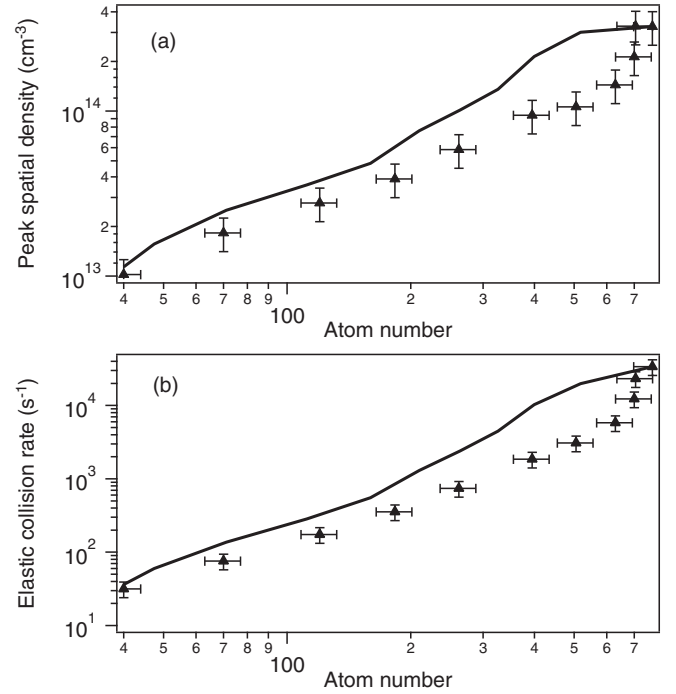 (a)
Peak spatial density (cm-3)
4
2
10^14
8
6
4
2
10^13
4 5 6 7 8 9 100 2 3 4 5 6 7
Atom number
(b)
Elastic collision rate (s-1)
10^4
10^3
10^2
10^1
4 5 6 7 8 9 100 2 3 4 5 6 7
Atom number